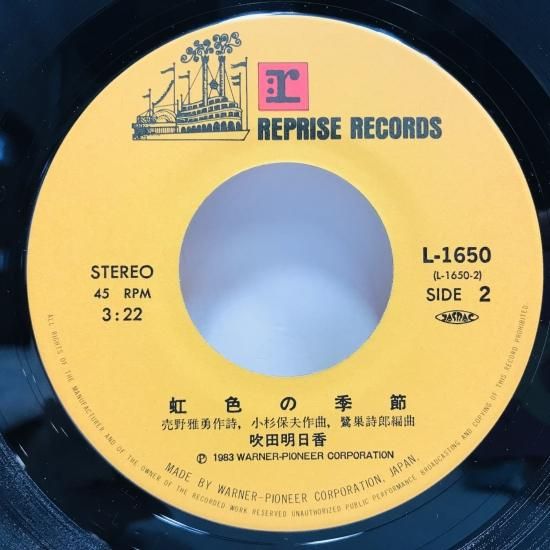 r
REPRISE RECORDS
STEREO
45 RPM
3:22
L-1650
(L-1650-2)
SIDE 2
JASRAC
虹色の季節
売野雅勇作詩, 小杉保夫作曲, 鷺巣詩郎編曲
吹田明日香
Ⓟ 1983 WARNER-PIONEER CORPORATION
MADE BY WARNER-PIONEER CORPORATION, JAPAN.
ALL RIGHTS OF THE MANUFACTURER AND OF THE OWNER OF THE RECORDED WORK RESERVED UNAUTHORIZED PUBLIC PERFORMANCE BROADCASTING AND COPYING OF THIS RECORD PROHIBITED.